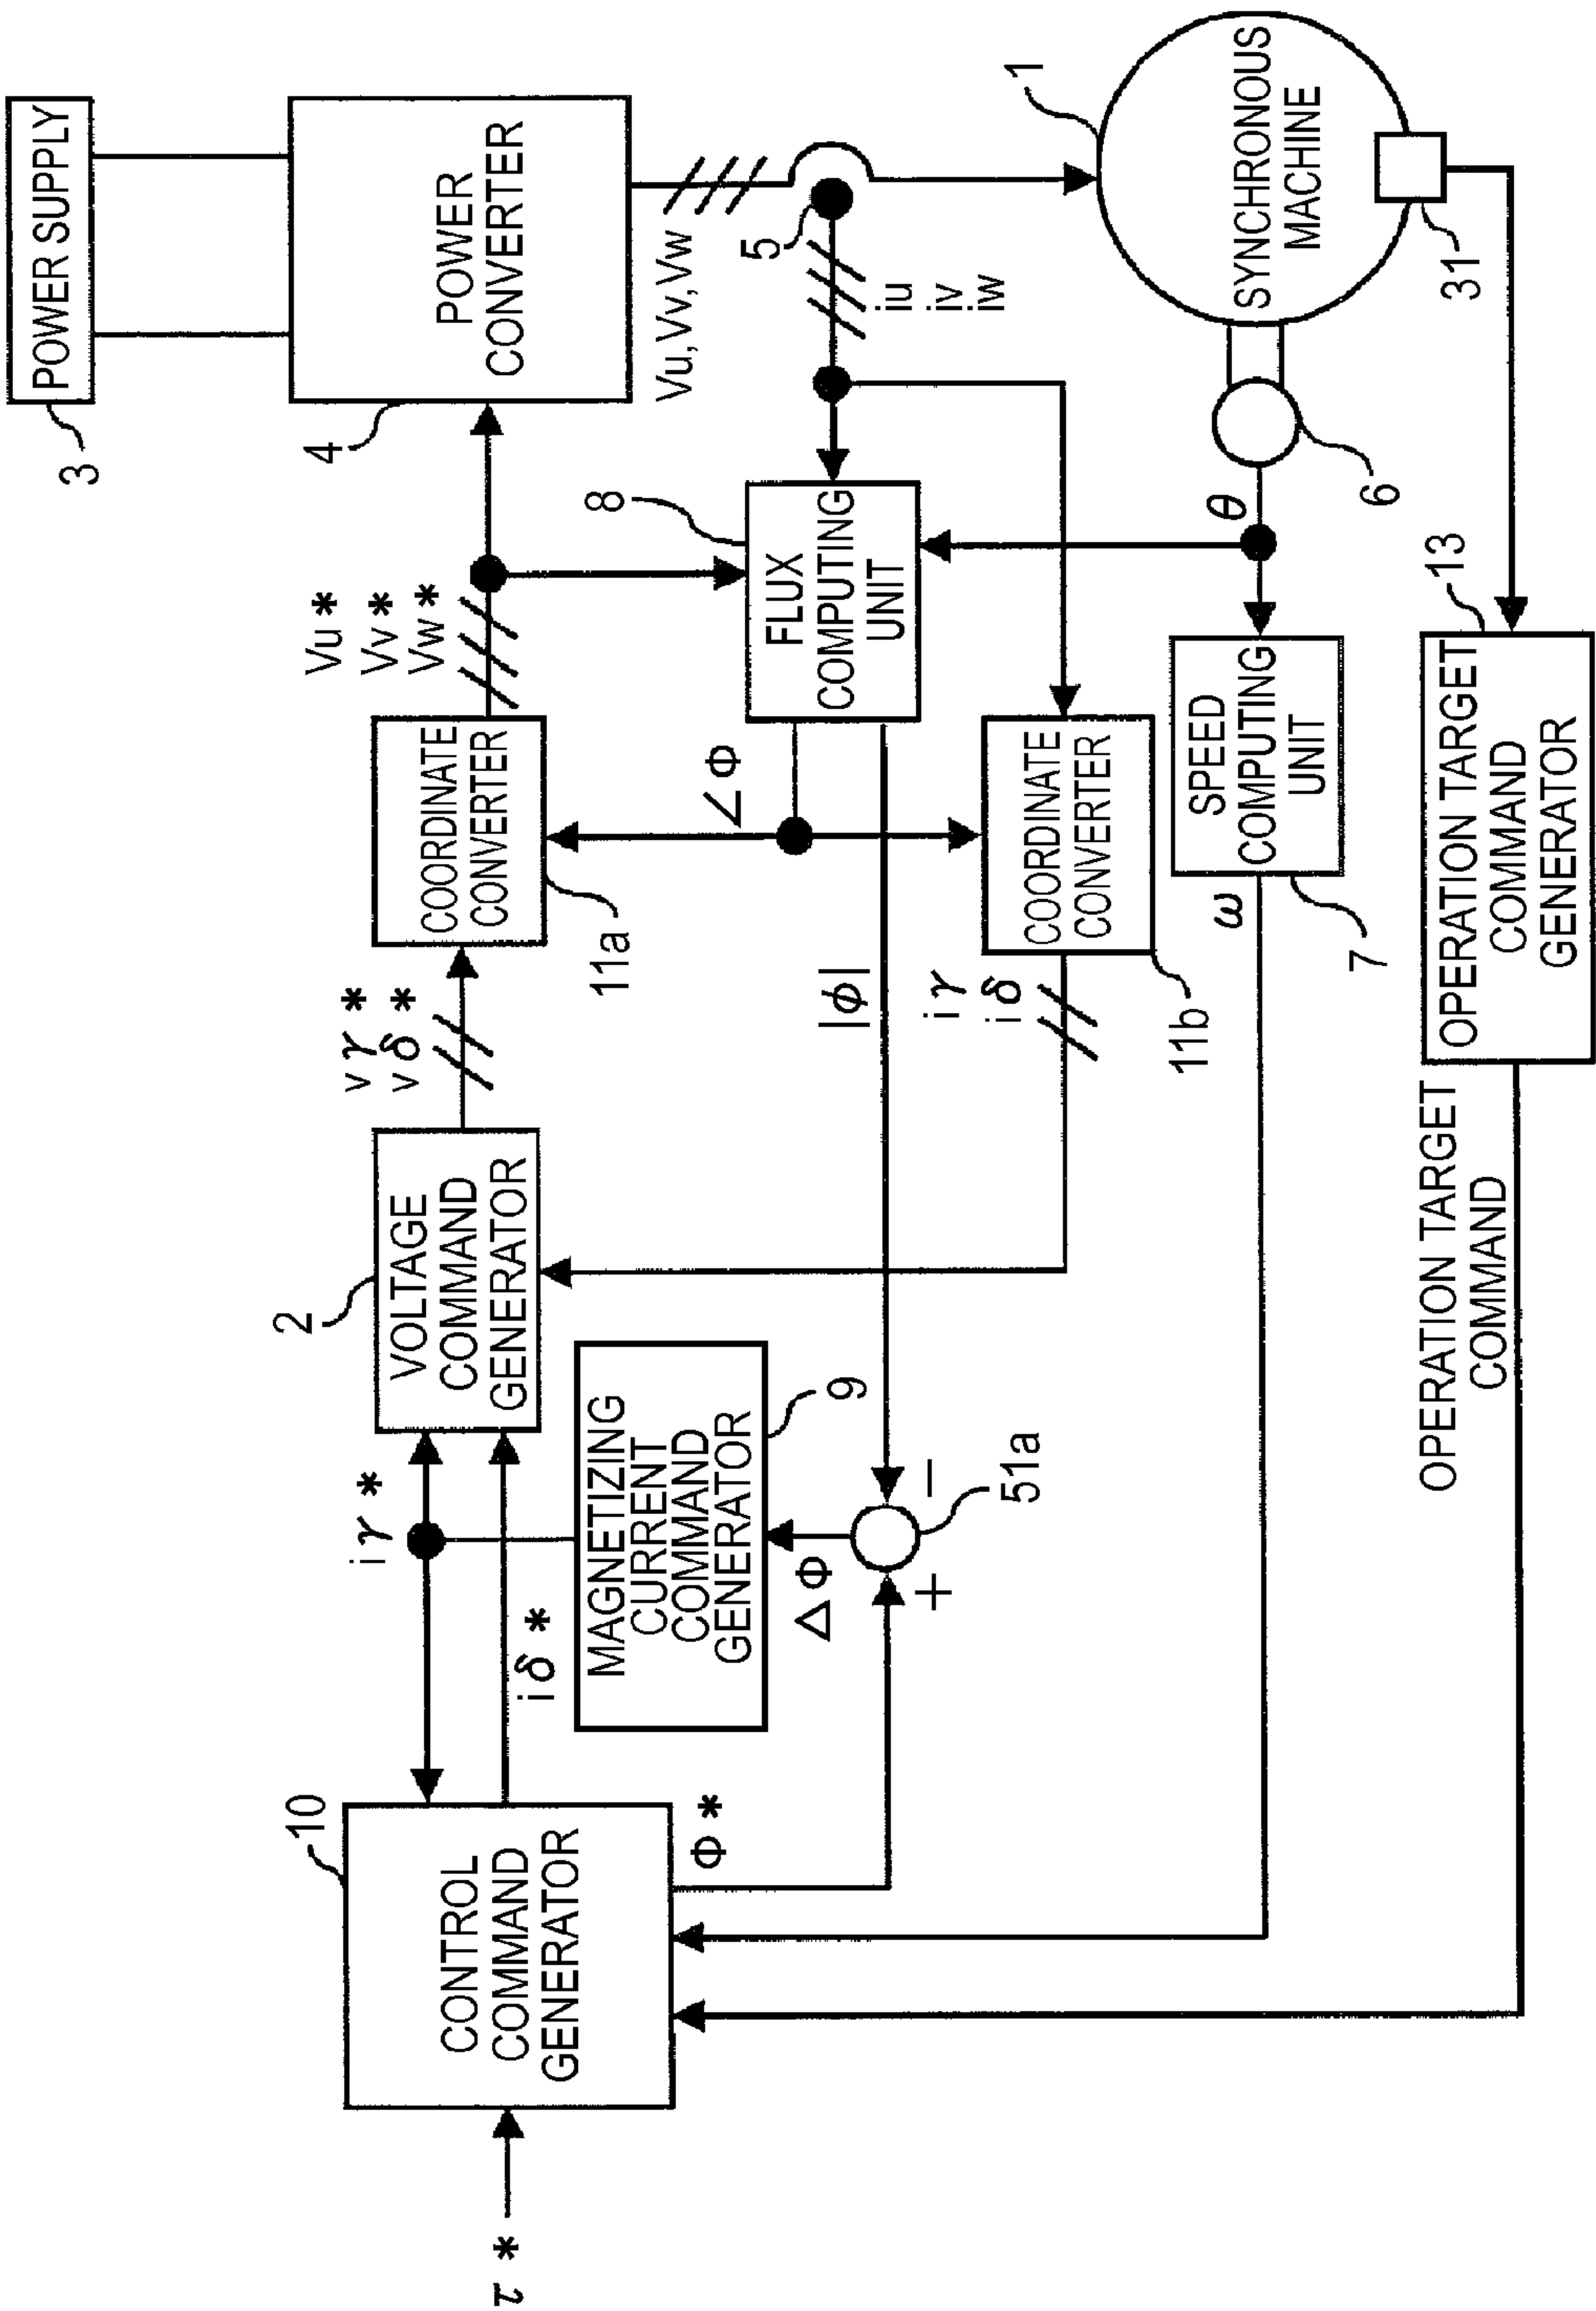 3
POWER SUPPLY
4
POWER
CONVERTER
Vu, Vv, Vw
5
iu
iv
iw
1
SYNCHRONOUS
MACHINE
31
6
θ
Vu*
Vv*
Vw*
8
FLUX
COMPUTING
UNIT
COORDINATE
CONVERTER
11a
∠Φ
COORDINATE
CONVERTER
11b
SPEED
COMPUTING
UNIT
7
ω
13
OPERATION TARGET
COMMAND
GENERATOR
OPERATION TARGET
COMMAND
vγ*
vδ*
|ϕ|
iγ
iδ
2
VOLTAGE
COMMAND
GENERATOR
iγ*
iδ*
MAGNETIZING
CURRENT
COMMAND
GENERATOR
9
ΔΦ
−
+
51a
10
CONTROL
COMMAND
GENERATOR
Φ*
τ*